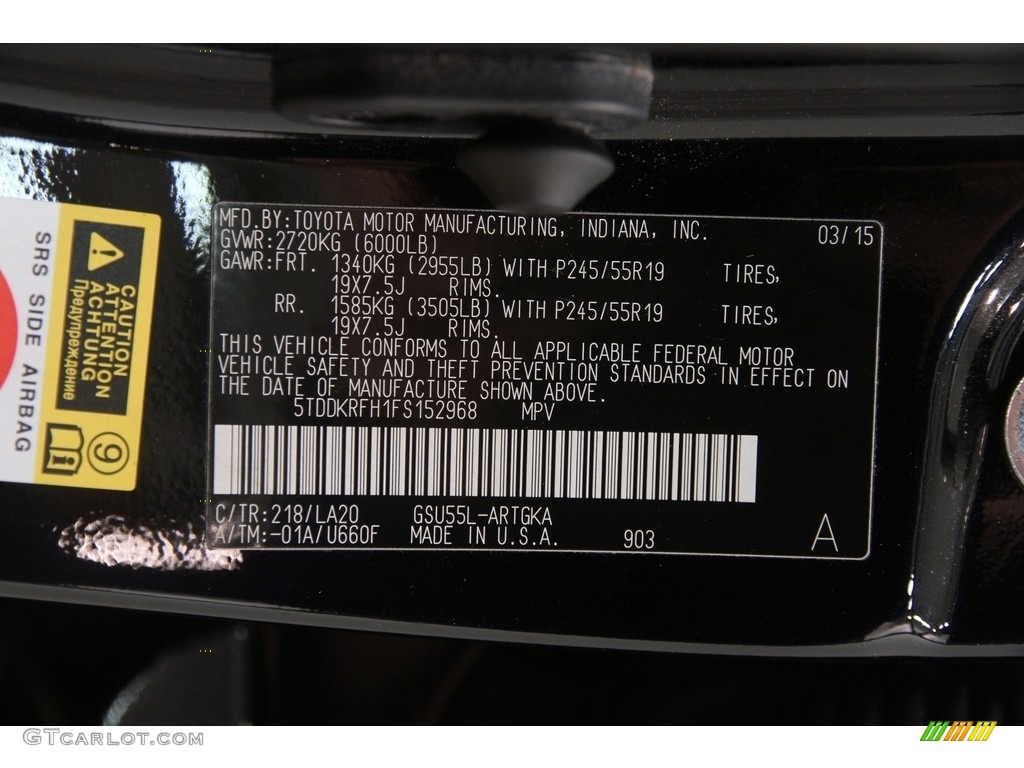 MFD.BY:TOYOTA MOTOR MANUFACTURING, INDIANA, INC. 03/15
GVWR:2720KG (6000LB)
GAWR:FRT. 1340KG (2955LB) WITH P245/55R19 TIRES,
19X7.5J RIMS.
RR. 1585KG (3505LB) WITH P245/55R19 TIRES,
19X7.5J RIMS.
THIS VEHICLE CONFORMS TO ALL APPLICABLE FEDERAL MOTOR
VEHICLE SAFETY AND THEFT PREVENTION STANDARDS IN EFFECT ON
THE DATE OF MANUFACTURE SHOWN ABOVE.
5TDDKRFH1FS152968 MPV
C/TR:218/LA20 GSU55L-ARTGKA
A/TM:-01A/U660F MADE IN U.S.A. 903 A
CAUTION
ATTENTION
ACHTUNG
Предупреждение
9
SRS SIDE AIRBAG
GTcarlot.com